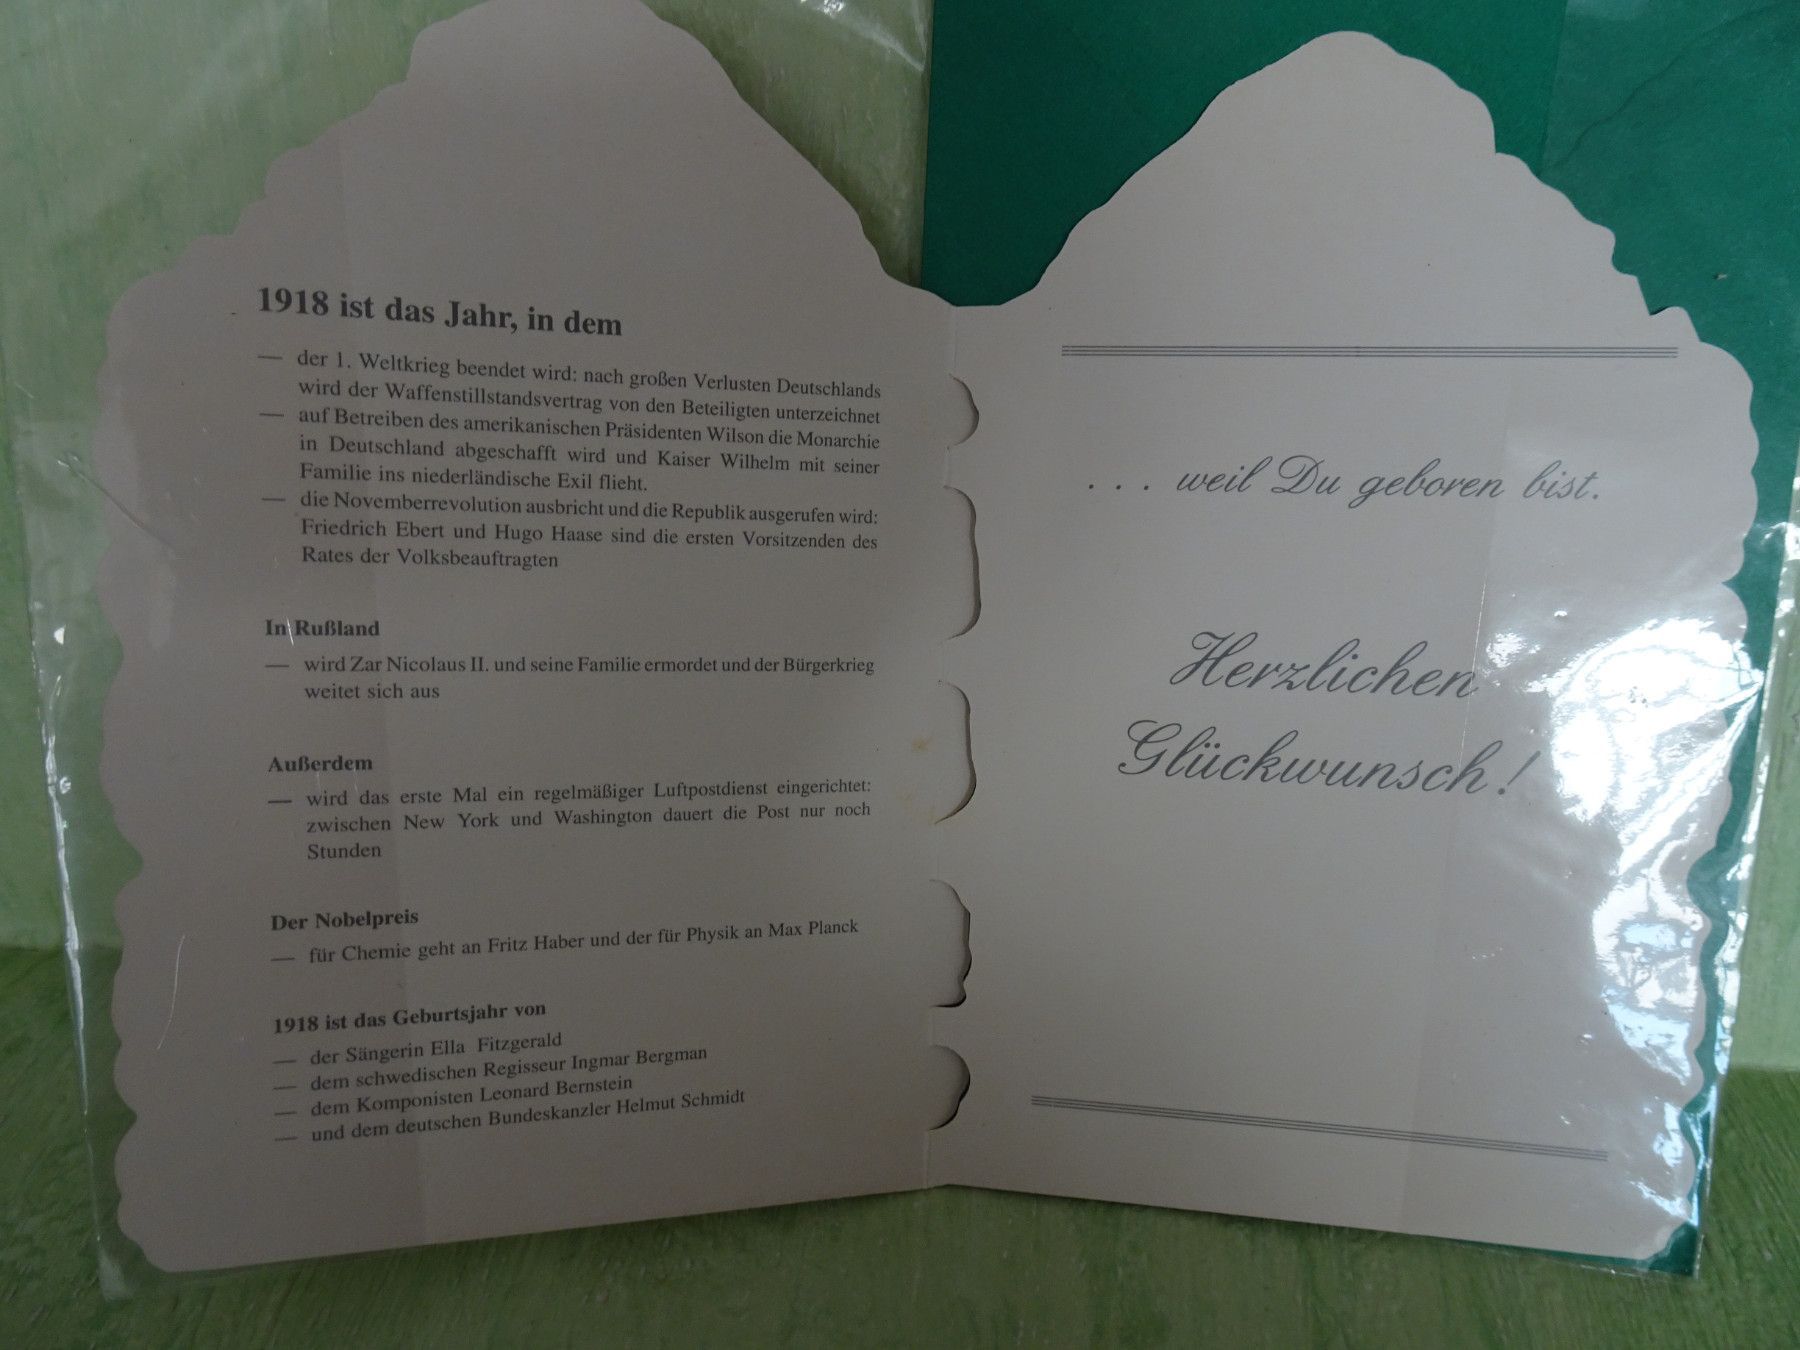 1918 ist das Jahr, in dem
— der 1. Weltkrieg beendet wird: nach großen Verlusten Deutschlands
wird der Waffenstillstandsvertrag von den Beteiligten unterzeichnet
— auf Betreiben des amerikanischen Präsidenten Wilson die Monarchie
in Deutschland abgeschafft wird und Kaiser Wilhelm mit seiner
Familie ins niederländische Exil flieht.
— die Novemberrevolution ausbricht und die Republik ausgerufen wird:
Friedrich Ebert und Hugo Haase sind die ersten Vorsitzenden des
Rates der Volksbeauftragten
In Rußland
— wird Zar Nicolaus II. und seine Familie ermordet und der Bürgerkrieg
weitet sich aus
Außerdem
— wird das erste Mal ein regelmäßiger Luftpostdienst eingerichtet:
zwischen New York und Washington dauert die Post nur noch
Stunden
Der Nobelpreis
— für Chemie geht an Fritz Haber und der für Physik an Max Planck
1918 ist das Geburtsjahr von
— der Sängerin Ella Fitzgerald
— dem schwedischen Regisseur Ingmar Bergman
— dem Komponisten Leonard Bernstein
— und dem deutschen Bundeskanzler Helmut Schmidt
. . . weil Du geboren bist.
Herzlichen
Glückwunsch!